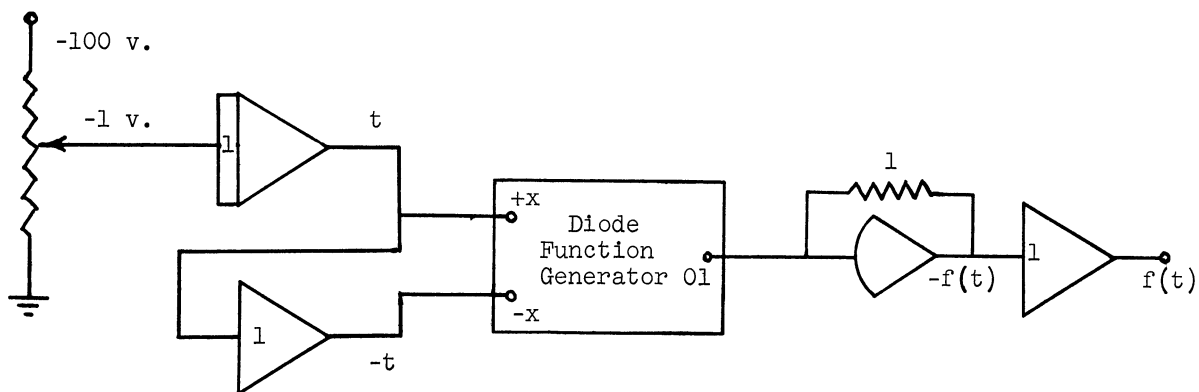 -100 v.
-1 v.
1
t
1
-t
+x
Diode
Function
Generator 01
-x
1
-f(t)
1
f(t)